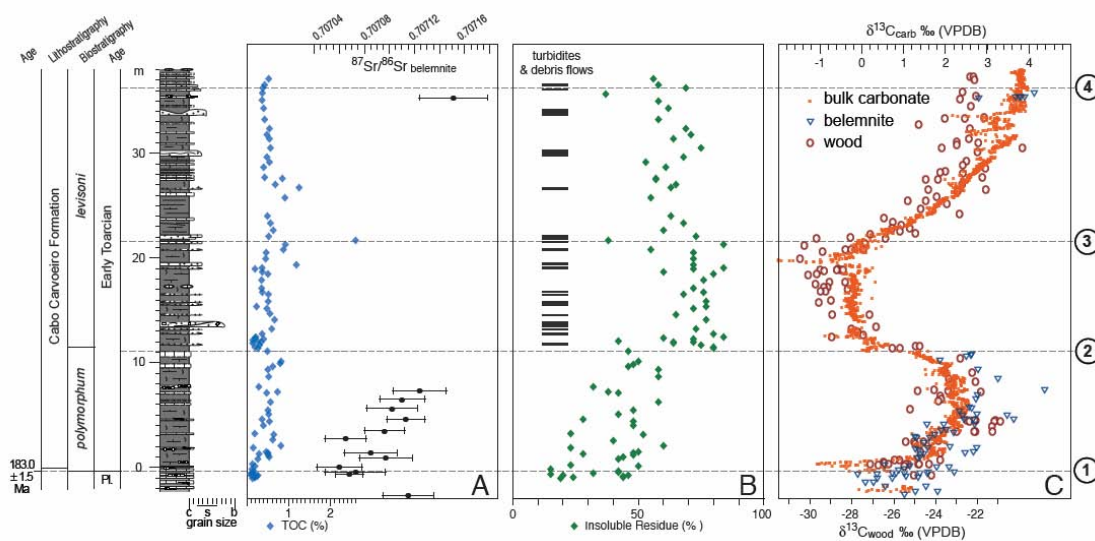 Age
Lithostratigraphy
Biostratigraphy
Age
0.70704
0.70708
0.70712
0.70716
87Sr/86Sr belemnite
turbidites
& debris flows
δ13Ccarb ‰ (VPDB)
-1 0 1 2 3 4
bulk carbonate
belemnite
wood
m
30
20
10
0
Cabo Carvoeiro Formation
levisoni
polymorphum
Early Toarcian
Pl.
183.0
± 1.5
Ma
4
3
2
1
A
B
C
c s b
grain size
1 2
TOC (%)
0 50 100
Insoluble Residue (%)
-30 -28 -26 -24 -22
δ13Cwood ‰ (VPDB)